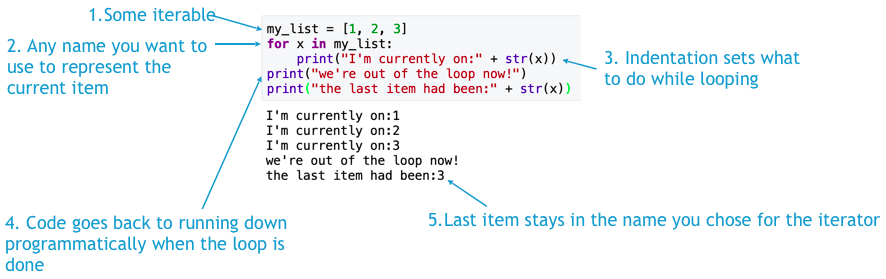 1.Some iterable
2. Any name you want to
use to represent the
current item
my_list = [1, 2, 3]
for x in my_list:
    print("I'm currently on:" + str(x))
print("we're out of the loop now!")
print("the last item had been:" + str(x))
3. Indentation sets what
to do while looping
I'm currently on:1
I'm currently on:2
I'm currently on:3
we're out of the loop now!
the last item had been:3
4. Code goes back to running down
programmatically when the loop is
done
5.Last item stays in the name you chose for the iterator